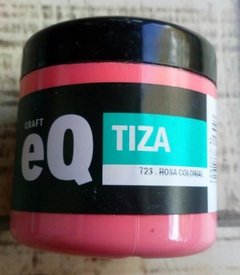 CRAFT
eQ
TIZA
723 . ROSA COLONIAL